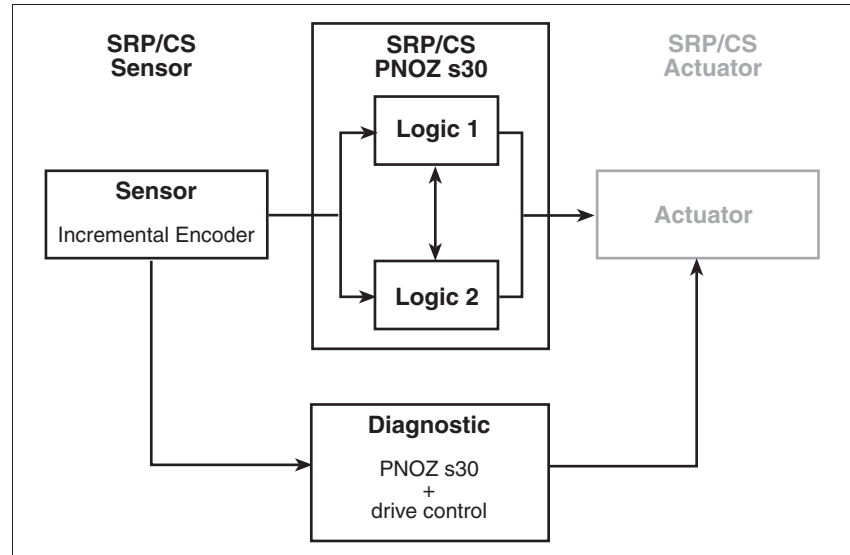 SRP/CS
Sensor
SRP/CS
PNOZ s30
SRP/CS
Actuator
Logic 1
Sensor
Incremental Encoder
Actuator
Logic 2
Diagnostic
PNOZ s30
+
drive control